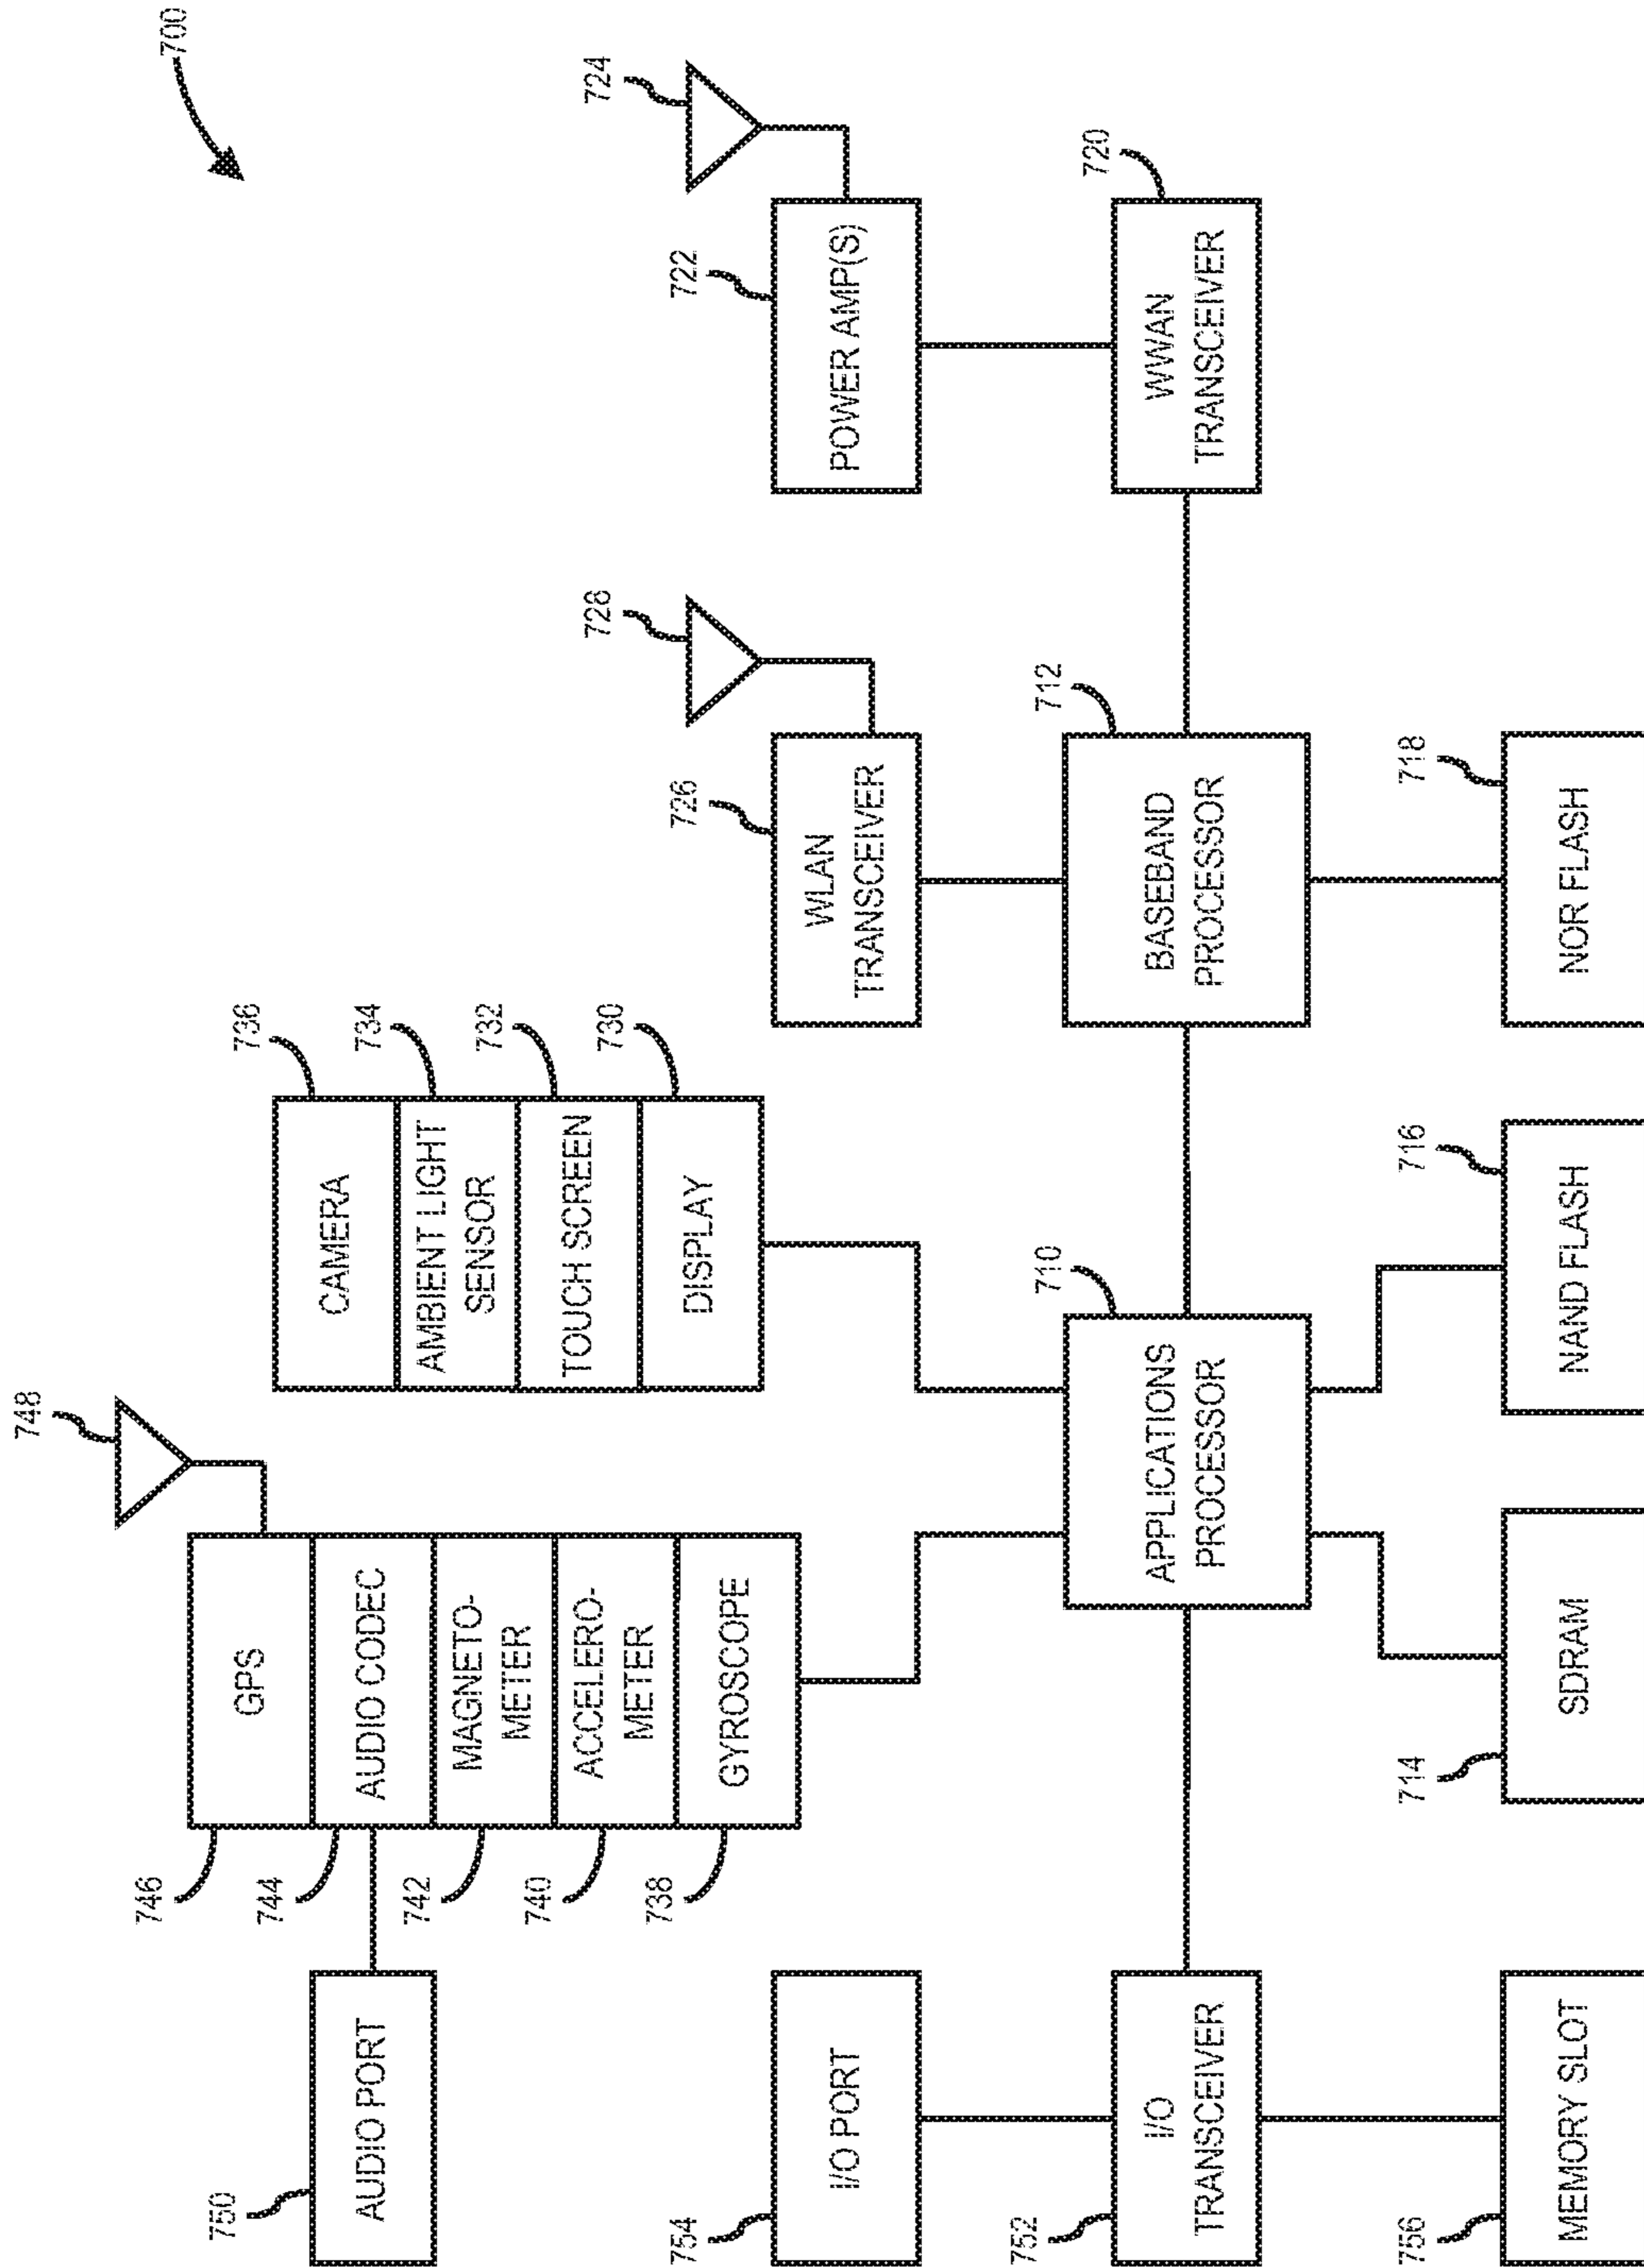 700
748
736
734
732
730
746
744
742
740
738
GPS
AUDIO CODEC
MAGNETO-
METER
ACCELERO-
METER
GYROSCOPE
CAMERA
AMBIENT LIGHT
SENSOR
TOUCH SCREEN
DISPLAY
750
AUDIO PORT
754
I/O PORT
726
WLAN
TRANSCEIVER
728
722
POWER AMP(S)
724
752
I/O
TRANSCEIVER
710
APPLICATIONS
PROCESSOR
712
BASEBAND
PROCESSOR
720
WWAN
TRANSCEIVER
756
MEMORY SLOT
714
SDRAM
716
NAND FLASH
718
NOR FLASH